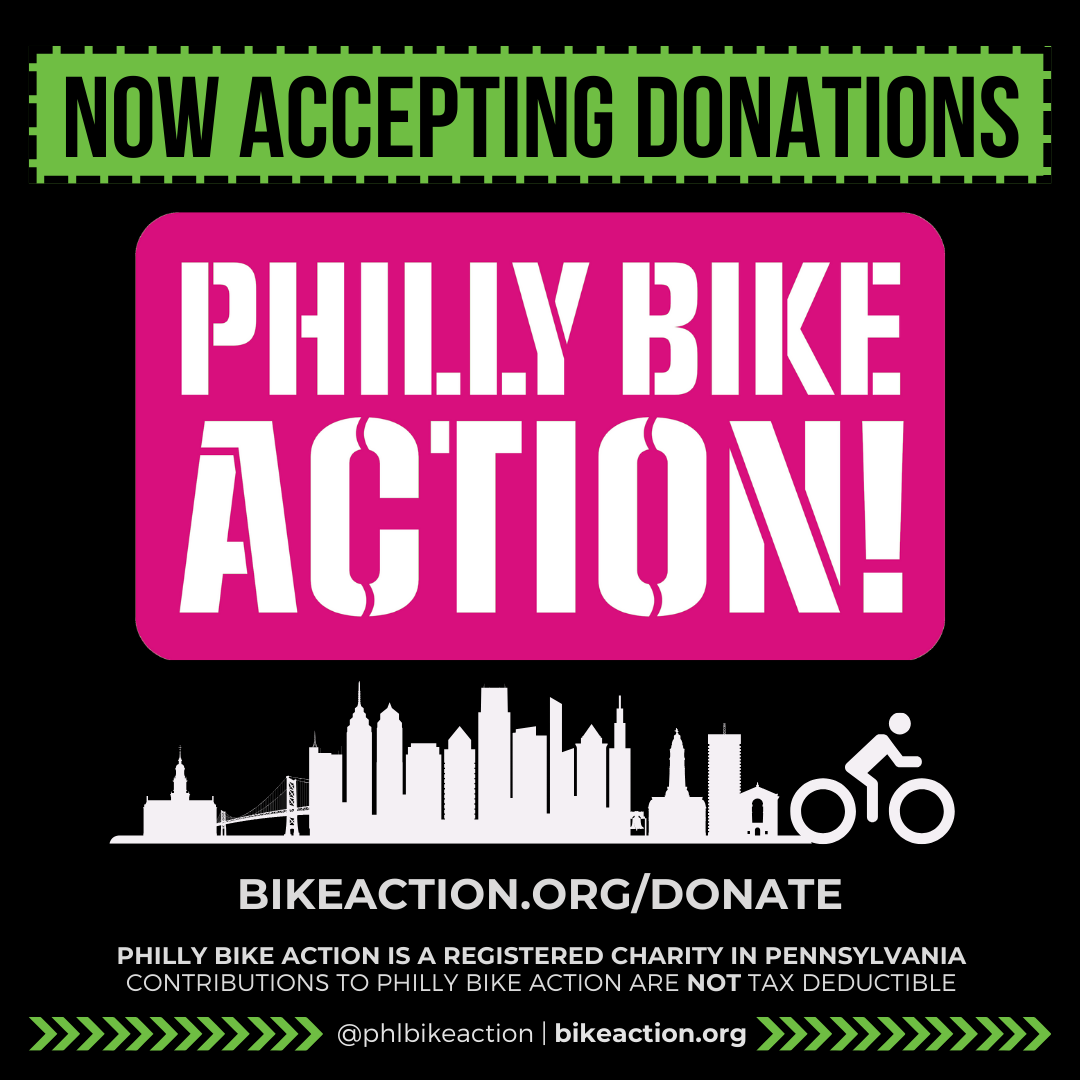 NOW ACCEPTING DONATIONS
PHILLY BIKE
ACTION!
BIKEACTION.ORG/DONATE
PHILLY BIKE ACTION IS A REGISTERED CHARITY IN PENNSYLVANIA
CONTRIBUTIONS TO PHILLY BIKE ACTION ARE NOT TAX DEDUCTIBLE
@phlbikeaction | bikeaction.org